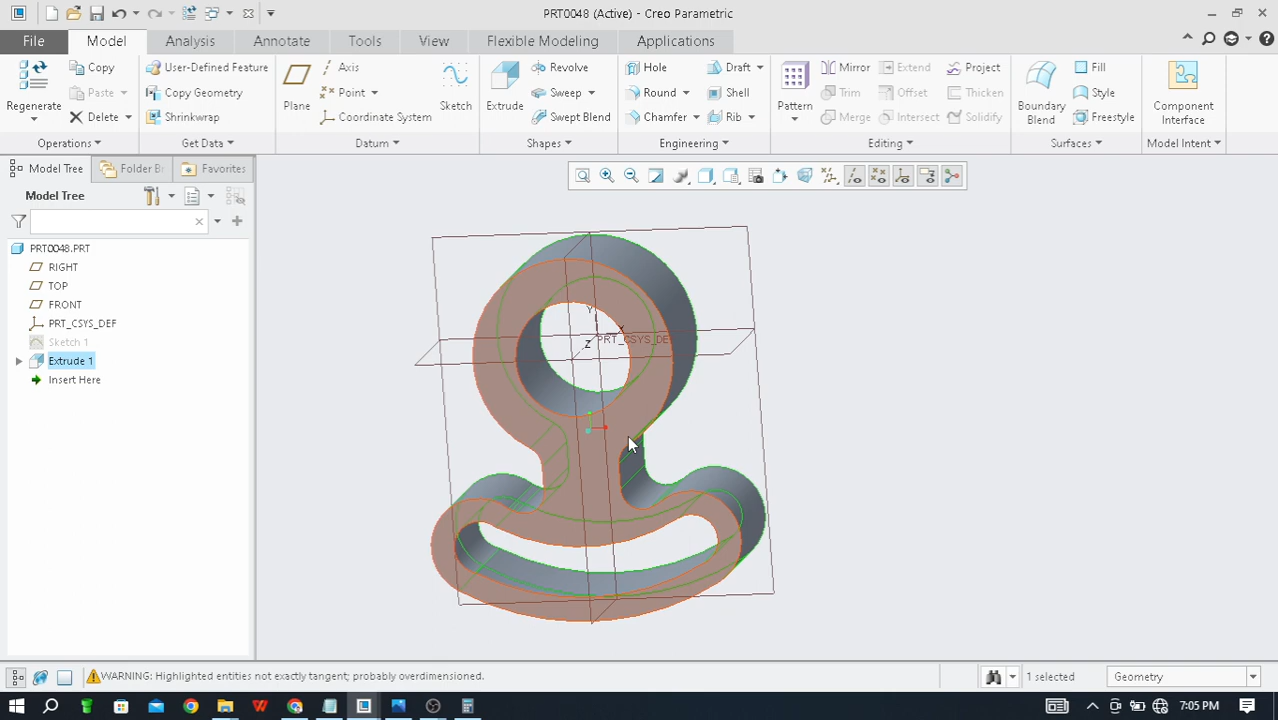 PRT0048 (Active) - Creo Parametric
File Model Analysis Annotate Tools View Flexible Modeling Applications
Regenerate
Copy
Paste
Delete
Operations
User-Defined Feature
Copy Geometry
Shrinkwrap
Get Data
Plane
Axis
Point
Coordinate System
Sketch
Datum
Extrude
Revolve
Sweep
Swept Blend
Shapes
Hole
Round
Chamfer
Draft
Shell
Rib
Engineering
Pattern
Mirror
Trim
Merge
Extend
Offset
Intersect
Project
Thicken
Solidify
Editing
Boundary
Blend
Fill
Style
Freestyle
Surfaces
Component
Interface
Model Intent
Model Tree
Folder B
Favorites
Model Tree
PRT0048.PRT
RIGHT
TOP
FRONT
PRT_CSYS_DEF
Sketch 1
Extrude 1
Insert Here
Y
X
Z
PRT_CSYS_DE
WARNING: Highlighted entities not exactly tangent; probably overdimensioned.
1 selected
Geometry
7:05 PM